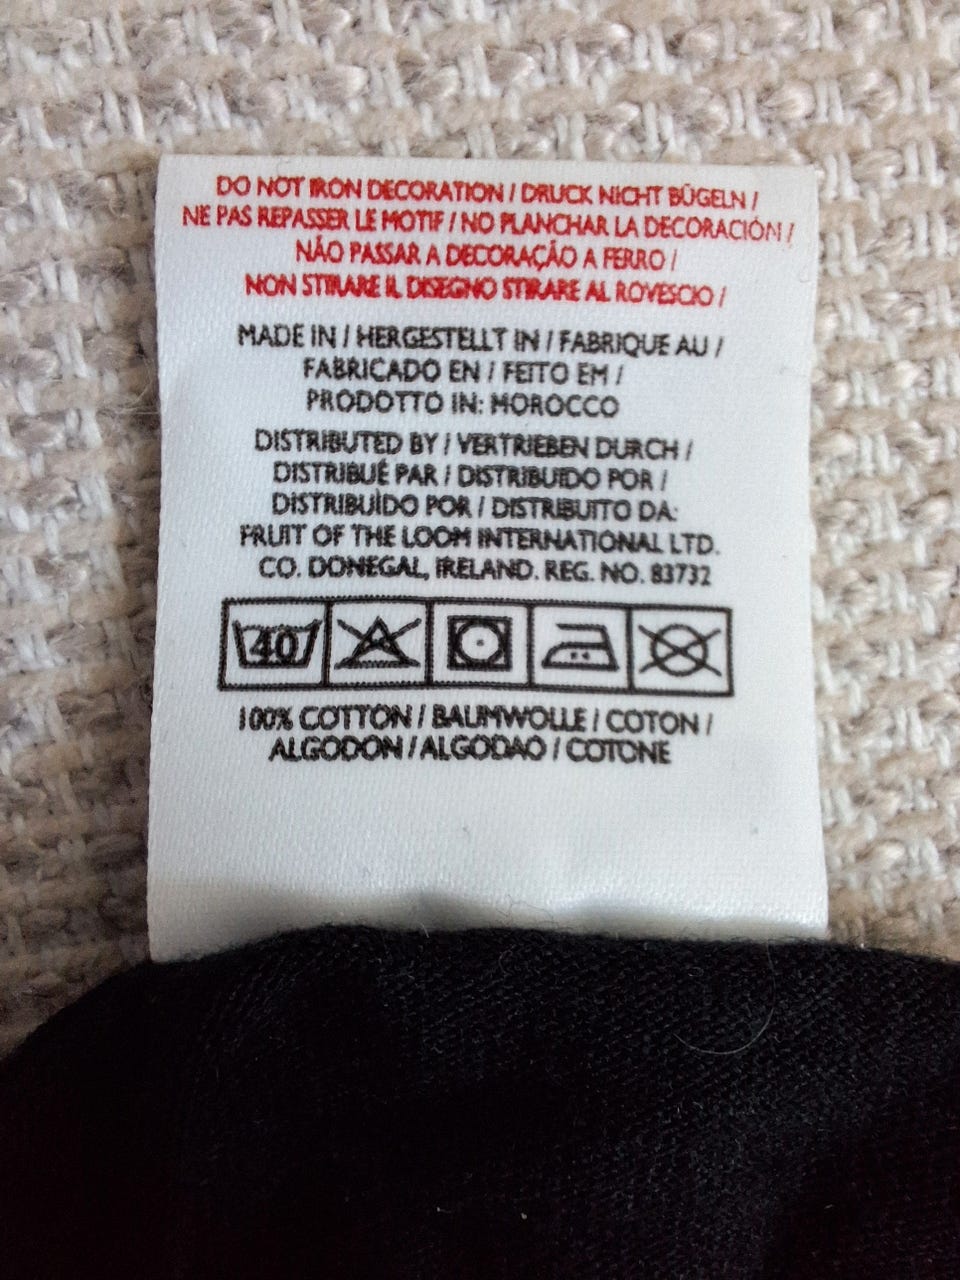 DO NOT IRON DECORATION / DRUCK NICHT BÜGELN /
NE PAS REPASSER LE MOTIF / NO PLANCHAR LA DECORACIÓN /
NÃO PASSAR A DECORAÇÃO A FERRO /
NON STIRARE IL DISEGNO STIRARE AL ROVESCIO /
MADE IN / HERGESTELLT IN / FABRIQUE AU /
FABRICADO EN / FEITO EM /
PRODOTTO IN: MOROCCO
DISTRIBUTED BY / VERTRIEBEN DURCH /
DISTRIBUÉ PAR / DISTRIBUIDO POR /
DISTRIBUÍDO POR / DISTRIBUITO DA:
FRUIT OF THE LOOM INTERNATIONAL LTD.
CO. DONEGAL, IRELAND. REG. NO. 83732
40
100% COTTON / BAUMWOLLE / COTON /
ALGODON / ALGODAO / COTONE